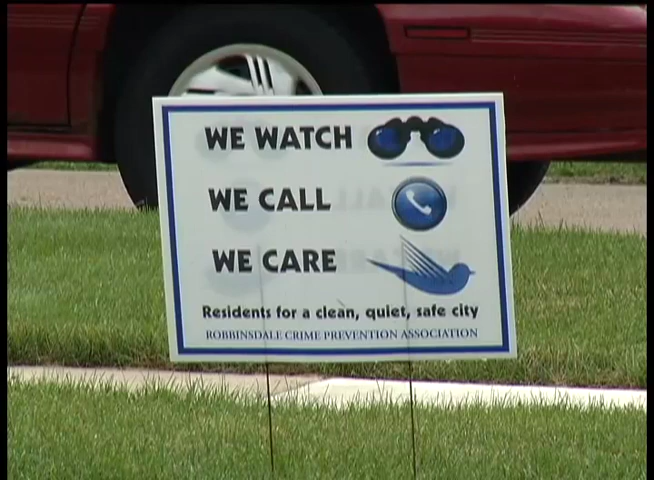 WE WATCH
WE CALL
WE CARE
Residents for a clean, quiet, safe city
ROBBINSDALE CRIME PREVENTION ASSOCIATION